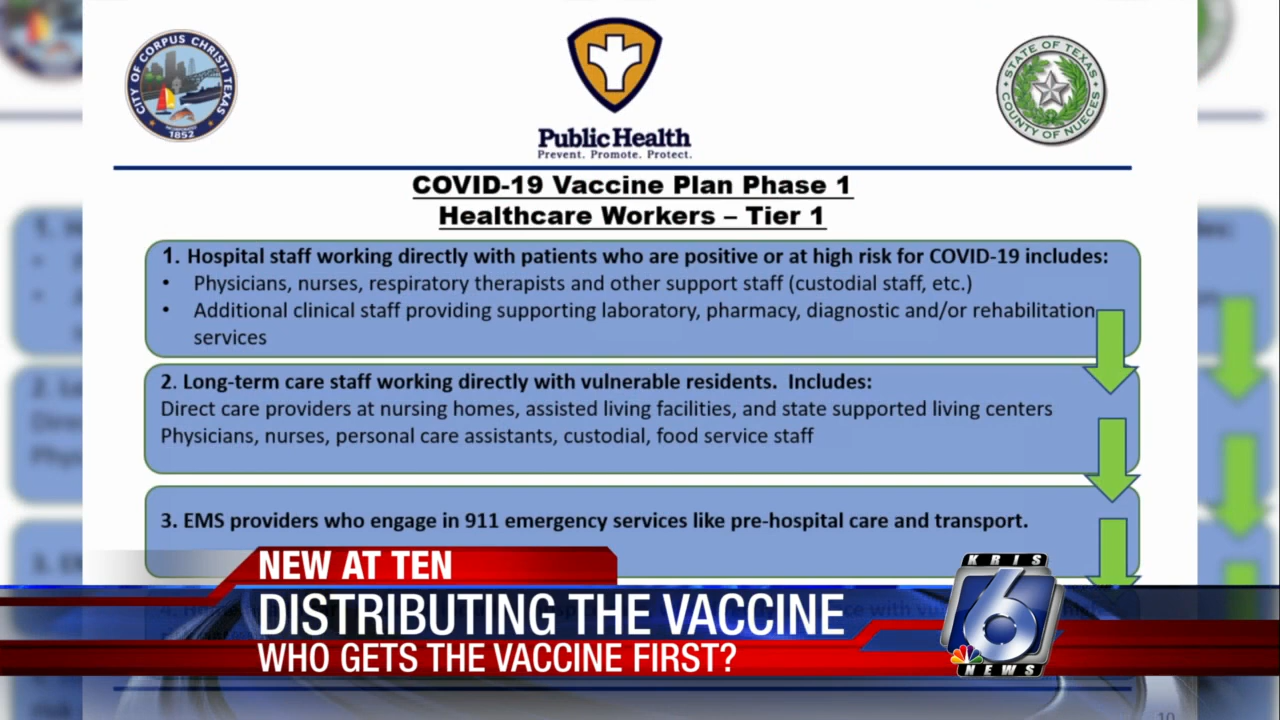 CITY OF CORPUS CHRISTI TEXAS
INCORPORATED
1852
Public Health
Prevent. Promote. Protect.
STATE OF TEXAS
COUNTY OF NUECES
COVID-19 Vaccine Plan Phase 1
Healthcare Workers – Tier 1
1. Hospital staff working directly with patients who are positive or at high risk for COVID-19 includes:
• Physicians, nurses, respiratory therapists and other support staff (custodial staff, etc.)
• Additional clinical staff providing supporting laboratory, pharmacy, diagnostic and/or rehabilitation
services
2. Long-term care staff working directly with vulnerable residents. Includes:
Direct care providers at nursing homes, assisted living facilities, and state supported living centers
Physicians, nurses, personal care assistants, custodial, food service staff
3. EMS providers who engage in 911 emergency services like pre-hospital care and transport.
NEW AT TEN
DISTRIBUTING THE VACCINE
WHO GETS THE VACCINE FIRST?
KRIS
6
NEWS
10